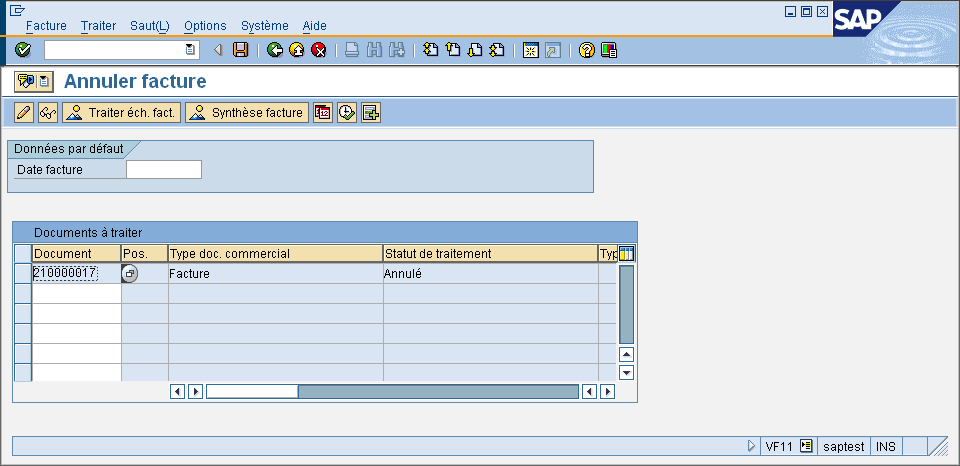 Facture Traiter Saut(L) Options Système Aide
SAP
Annuler facture
Traiter éch. fact. Synthèse facture
Données par défaut
Date facture
Documents à traiter
Document Pos. Type doc. commercial Statut de traitement Typ
210000017 Facture Annulé
VF11 saptest INS